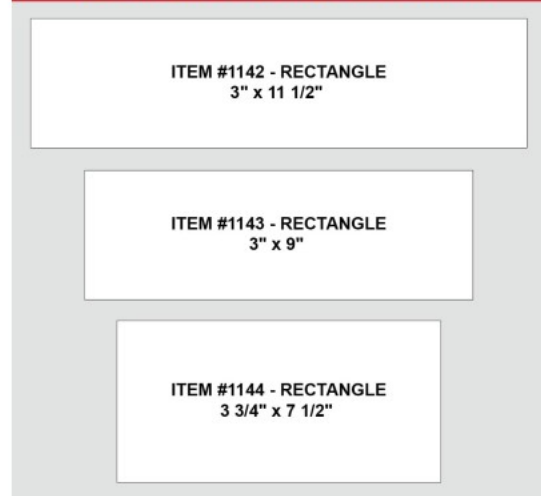 ITEM #1142 - RECTANGLE
3" x 11 1/2"
ITEM #1143 - RECTANGLE
3" x 9"
ITEM #1144 - RECTANGLE
3 3/4" x 7 1/2"